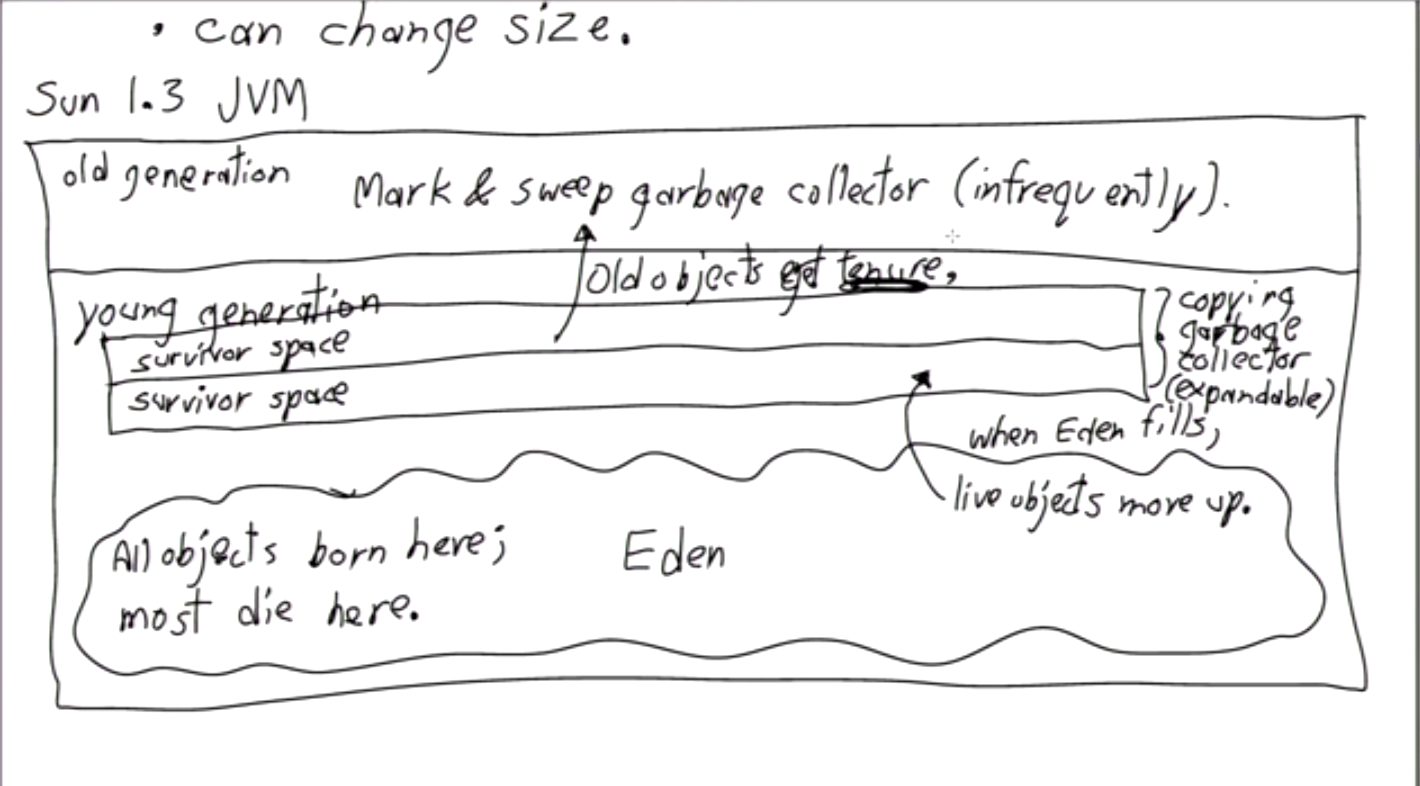 • can change size.
Sun 1.3 JVM
old generation
Mark & sweep garbage collector (infrequently).
Old objects get tenure.
young generation
survivor space
survivor space
copying
garbage
collector
(expandable)
when Eden fills,
live objects move up.
All objects born here;
most die here.
Eden